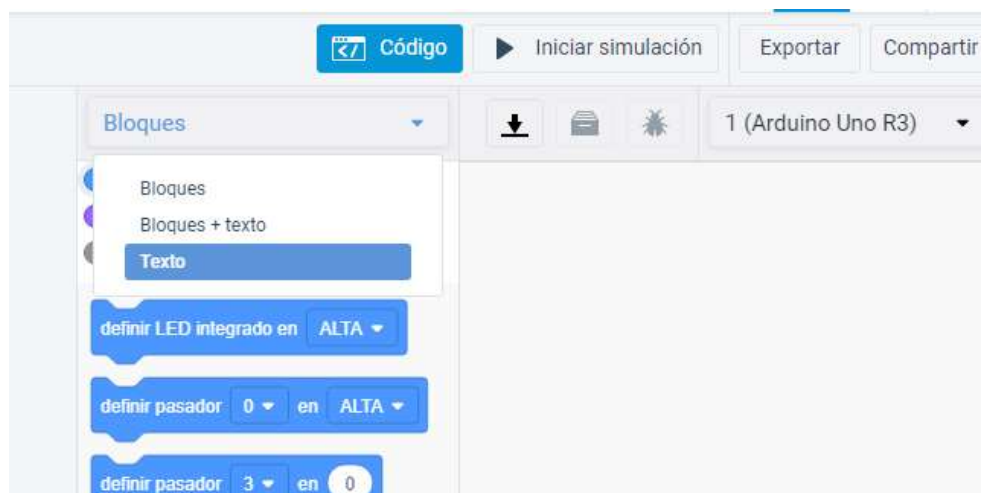 Código
Iniciar simulación
Exportar
Compartir
Bloques
1 (Arduino Uno R3)
Bloques
Bloques + texto
Texto
definir LED integrado en ALTA
definir pasador 0 en ALTA
definir pasador 3 en 0